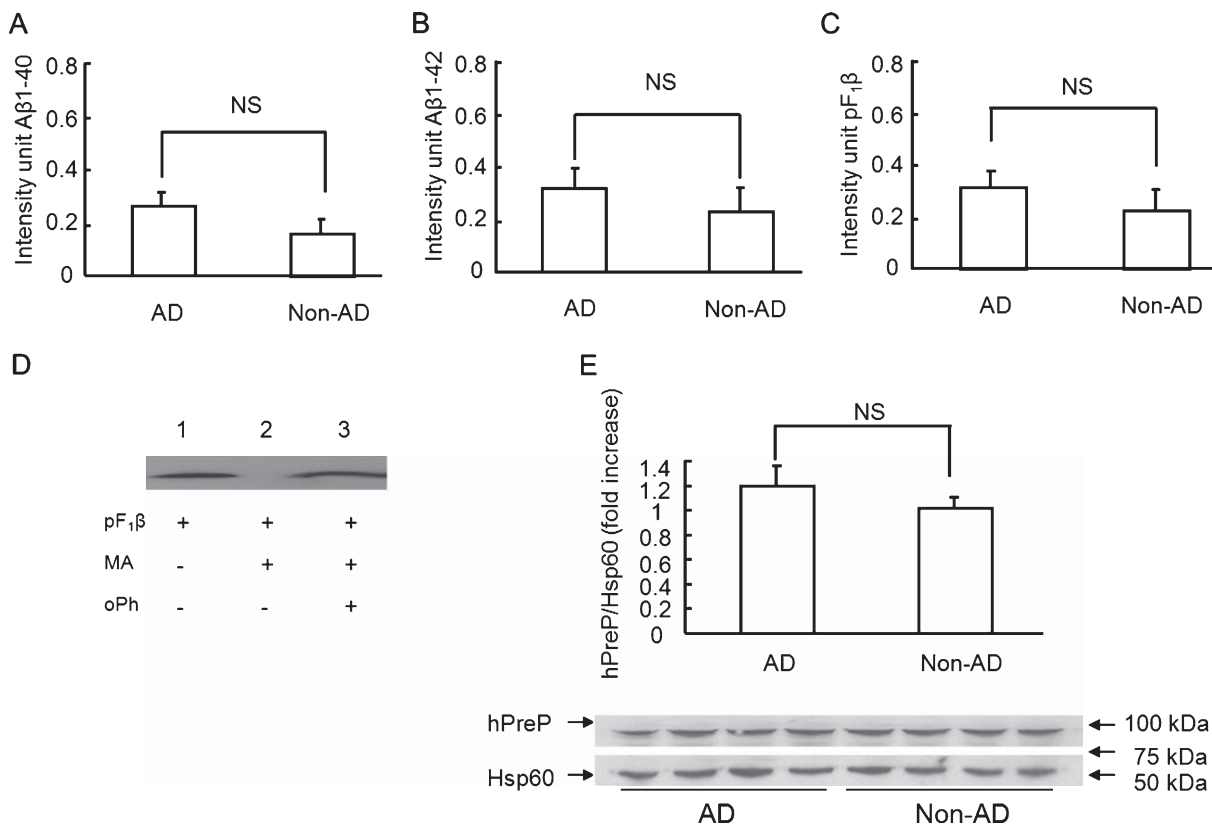 A
Intensity unit Aβ1-40
0.8
0.6
0.4
0.2
0
NS
AD Non-AD
B
Intensity unit Aβ1-42
0.8
0.6
0.4
0.2
0
NS
AD Non-AD
C
Intensity unit pF₁β
0.8
0.6
0.4
0.2
0
NS
AD Non-AD
D
1 2 3
pF₁β + + +
MA - + +
oPh - - +
E
hPreP/Hsp60 (fold increase)
1.4
1.2
1
0.8
0.6
0.4
0.2
0
NS
AD Non-AD
hPreP 100 kDa
75 kDa
Hsp60 50 kDa
AD Non-AD